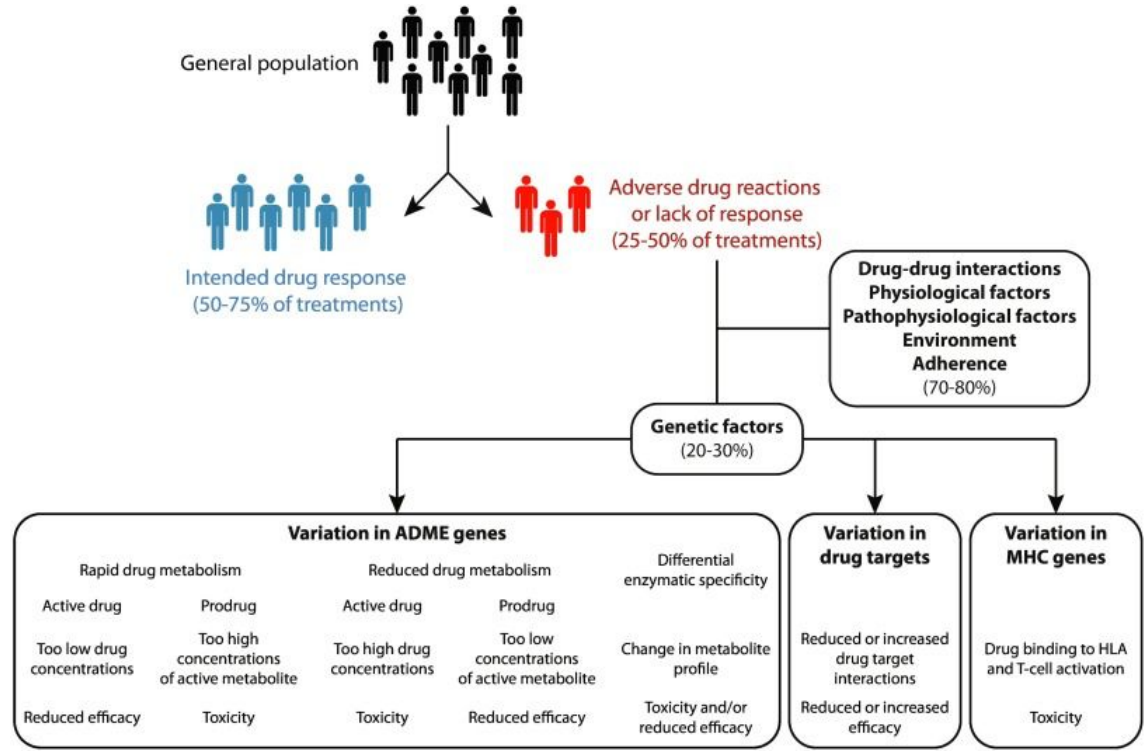 General population
Intended drug response
(50-75% of treatments)
Adverse drug reactions
or lack of response
(25-50% of treatments)
Drug-drug interactions
Physiological factors
Pathophysiological factors
Environment
Adherence
(70-80%)
Genetic factors
(20-30%)
Variation in ADME genes
Rapid drug metabolism
Active drug
Too low drug
concentrations
Reduced efficacy
Prodrug
Too high
concentrations
of active metabolite
Toxicity
Reduced drug metabolism
Active drug
Too high drug
concentrations
Toxicity
Prodrug
Too low
concentrations
of active metabolite
Reduced efficacy
Differential
enzymatic specificity
Change in metabolite
profile
Toxicity and/or
reduced efficacy
Variation in
drug targets
Reduced or increased
drug target
interactions
Reduced or increased
efficacy
Variation in
MHC genes
Drug binding to HLA
and T-cell activation
Toxicity